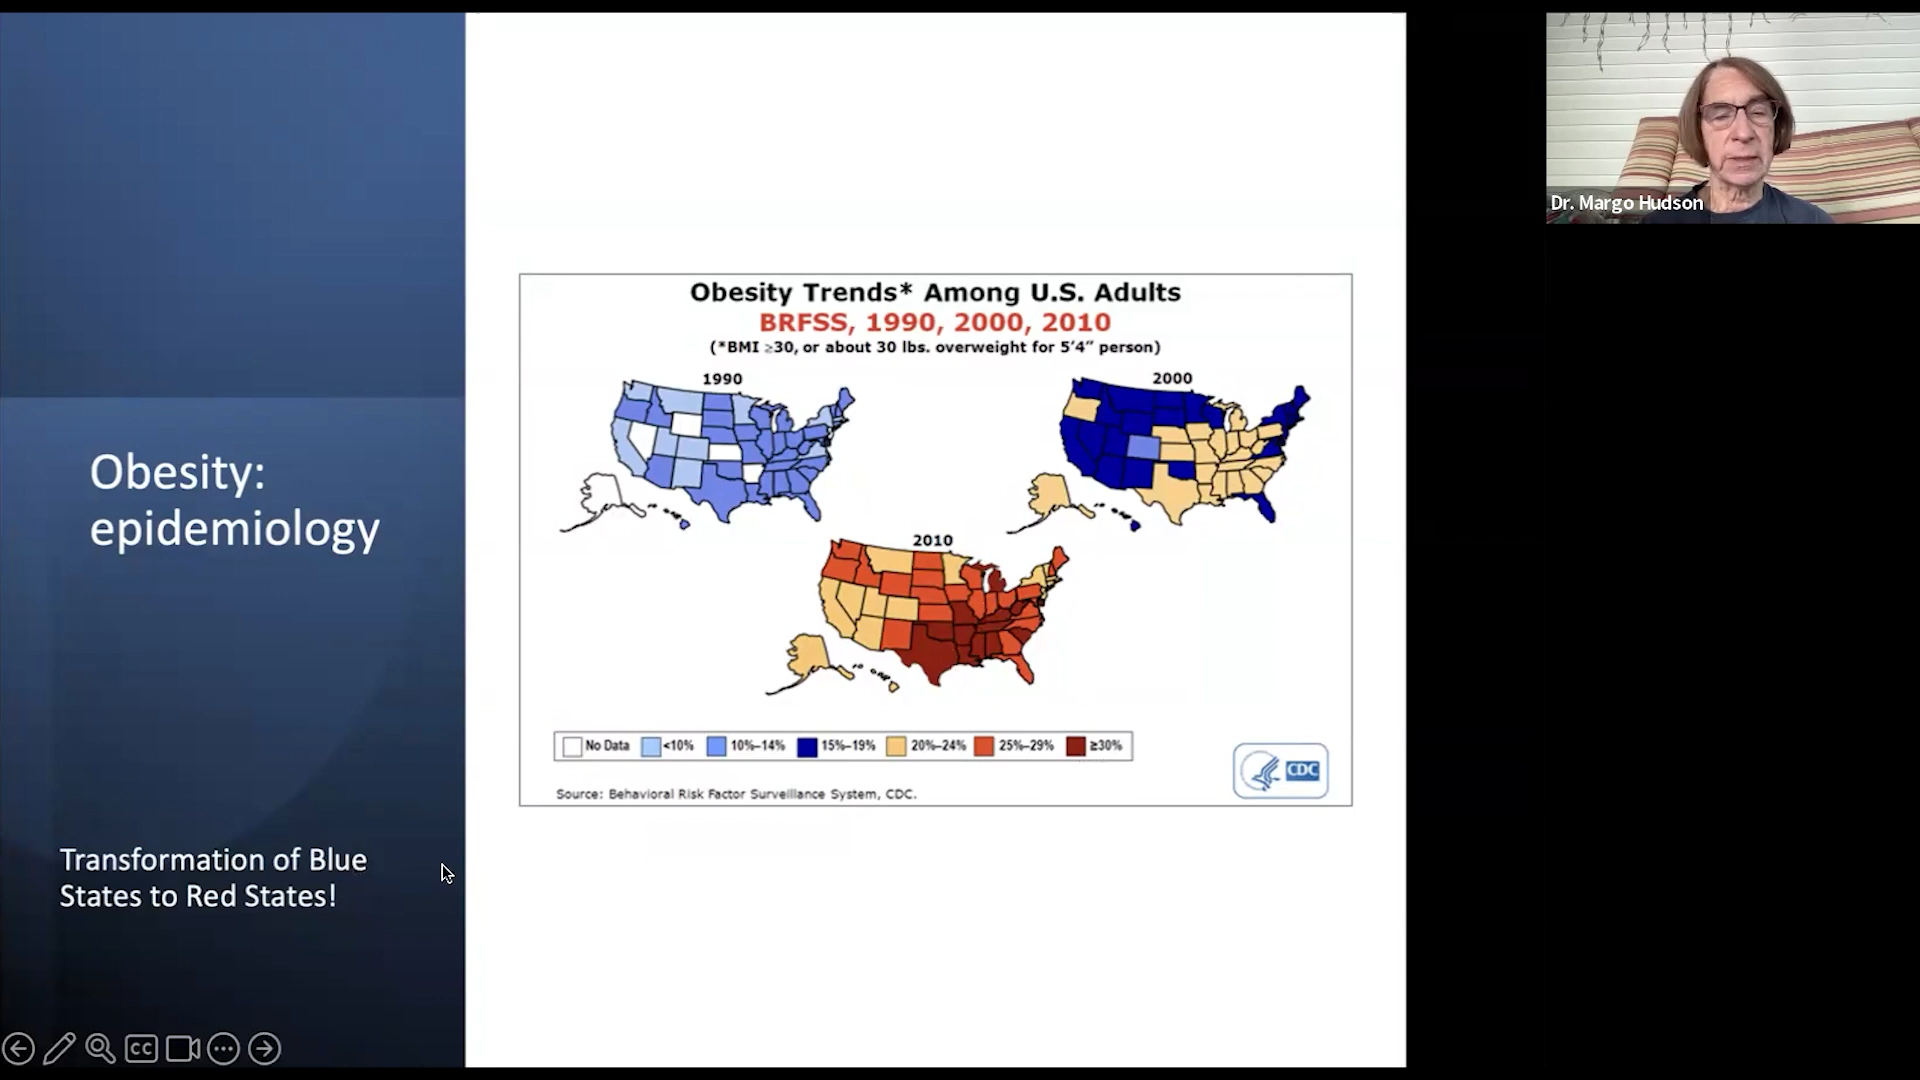 Obesity:
epidemiology
Transformation of Blue
States to Red States!
Obesity Trends* Among U.S. Adults
BRFSS, 1990, 2000, 2010
(*BMI ≥30, or about 30 lbs. overweight for 5’4” person)
1990
2000
2010
No Data <10% 10%–14% 15%–19% 20%–24% 25%–29% ≥30%
CDC
Source: Behavioral Risk Factor Surveillance System, CDC.
Dr. Margo Hudson
CC